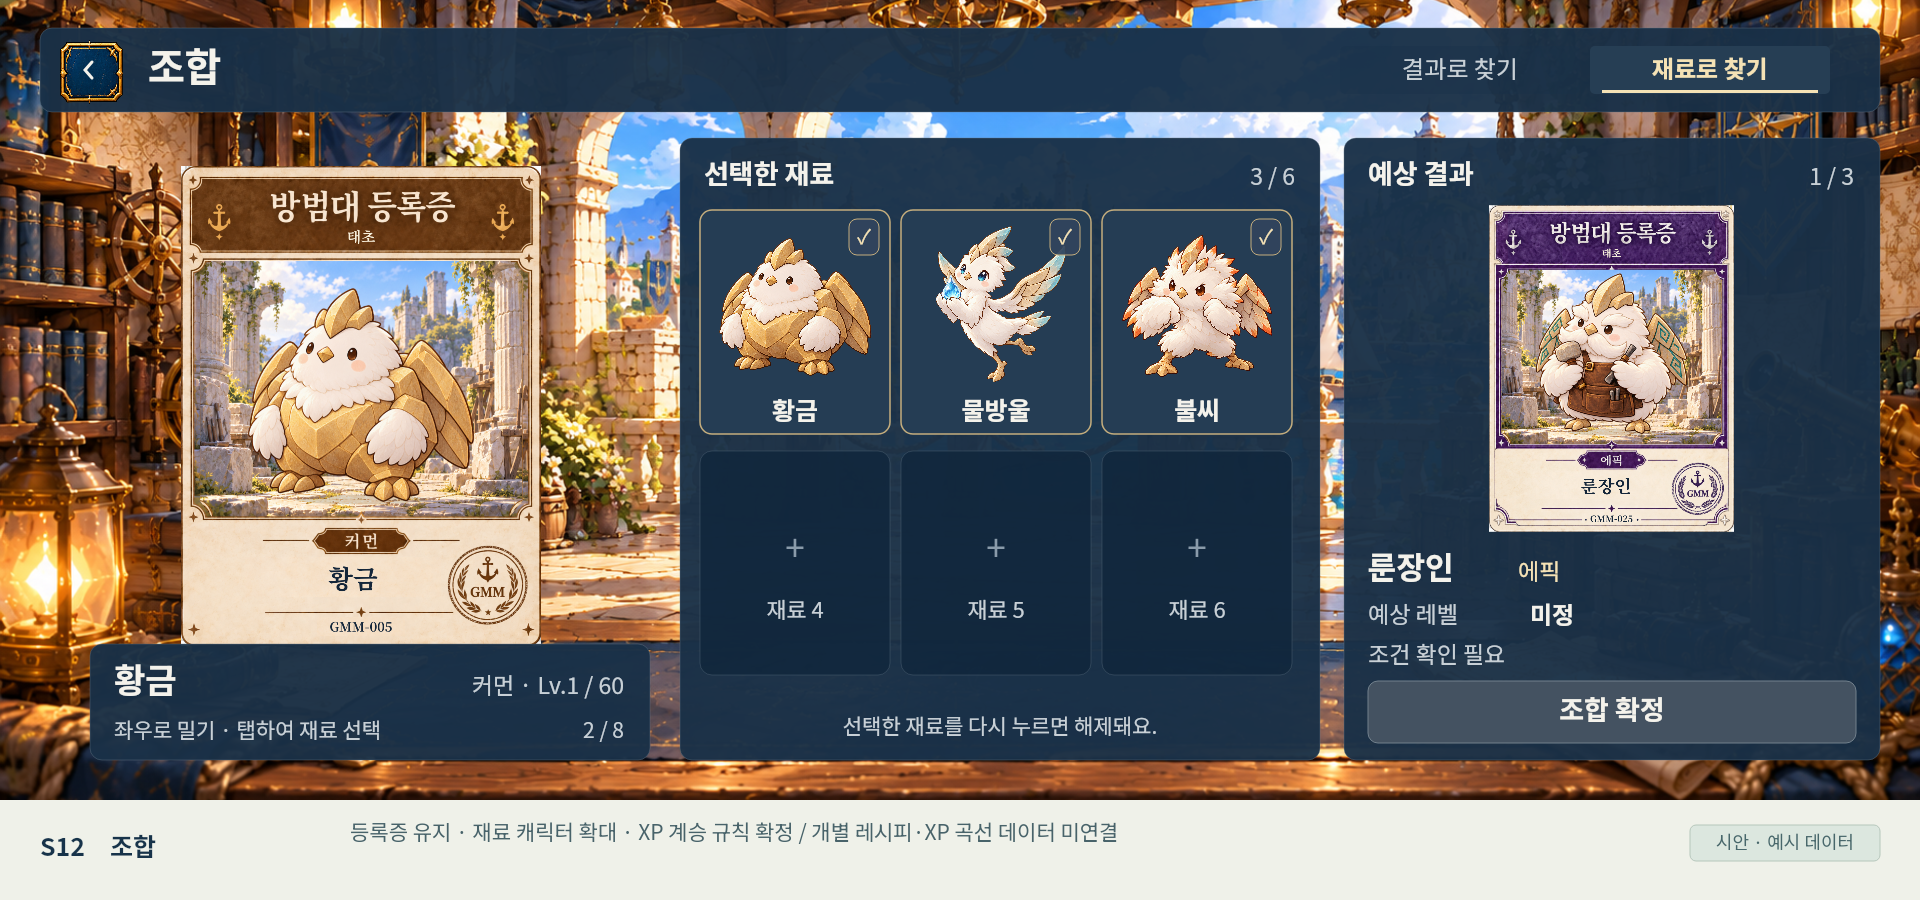 조합
결과로 찾기
재료로 찾기
방범대 등록증
태초
커먼
황금
GMM
GMM-005
황금
커먼 · Lv.1 / 60
좌우로 밀기 · 탭하여 재료 선택
2 / 8
선택한 재료
3 / 6
황금
물방울
불씨
+
+
+
재료 4
재료 5
재료 6
선택한 재료를 다시 누르면 해제돼요.
예상 결과
1 / 3
방범대 등록증
태초
에픽
룬장인
GMM
· GMM-025 ·
룬장인
에픽
예상 레벨
미정
조건 확인 필요
조합 확정
S12 조합
등록증 유지 · 재료 캐릭터 확대 · XP 계승 규칙 확정 / 개별 레시피·XP 곡선 데이터 미연결
시안 · 예시 데이터